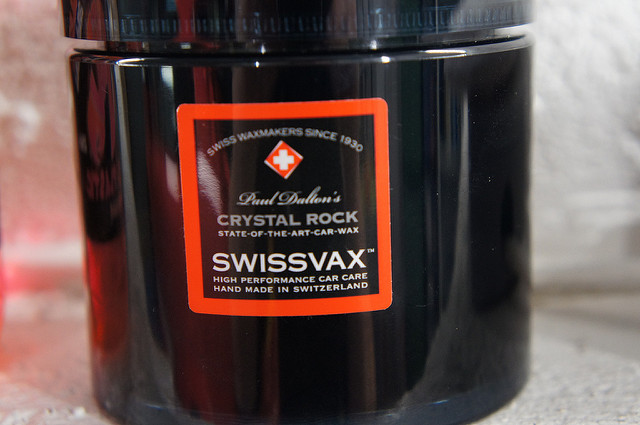 SWISS WAXMAKERS SINCE 1930
Paul Dalton's
CRYSTAL ROCK
STATE-OF-THE-ART-CAR-WAX
SWISSVAX™
HIGH PERFORMANCE CAR CARE
HAND MADE IN SWITZERLAND